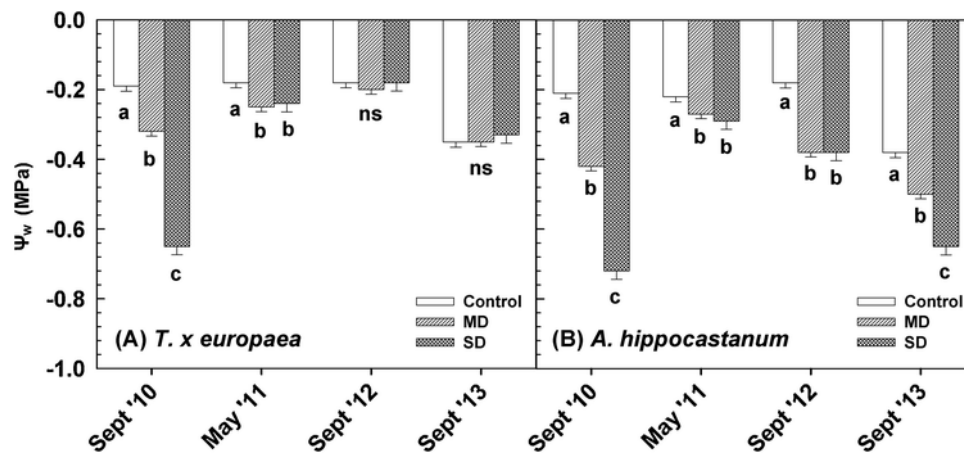 0.0
-0.2
-0.4
-0.6
-0.8
-1.0
Ψw (MPa)
a
b
c
a
b
b
ns
ns
Control
MD
SD
(A) T. x europaea
a
b
c
a
b
b
a
b
b
a
b
c
Control
MD
SD
(B) A. hippocastanum
Sept '10
May '11
Sept '12
Sept '13
Sept '10
May '11
Sept '12
Sept '13